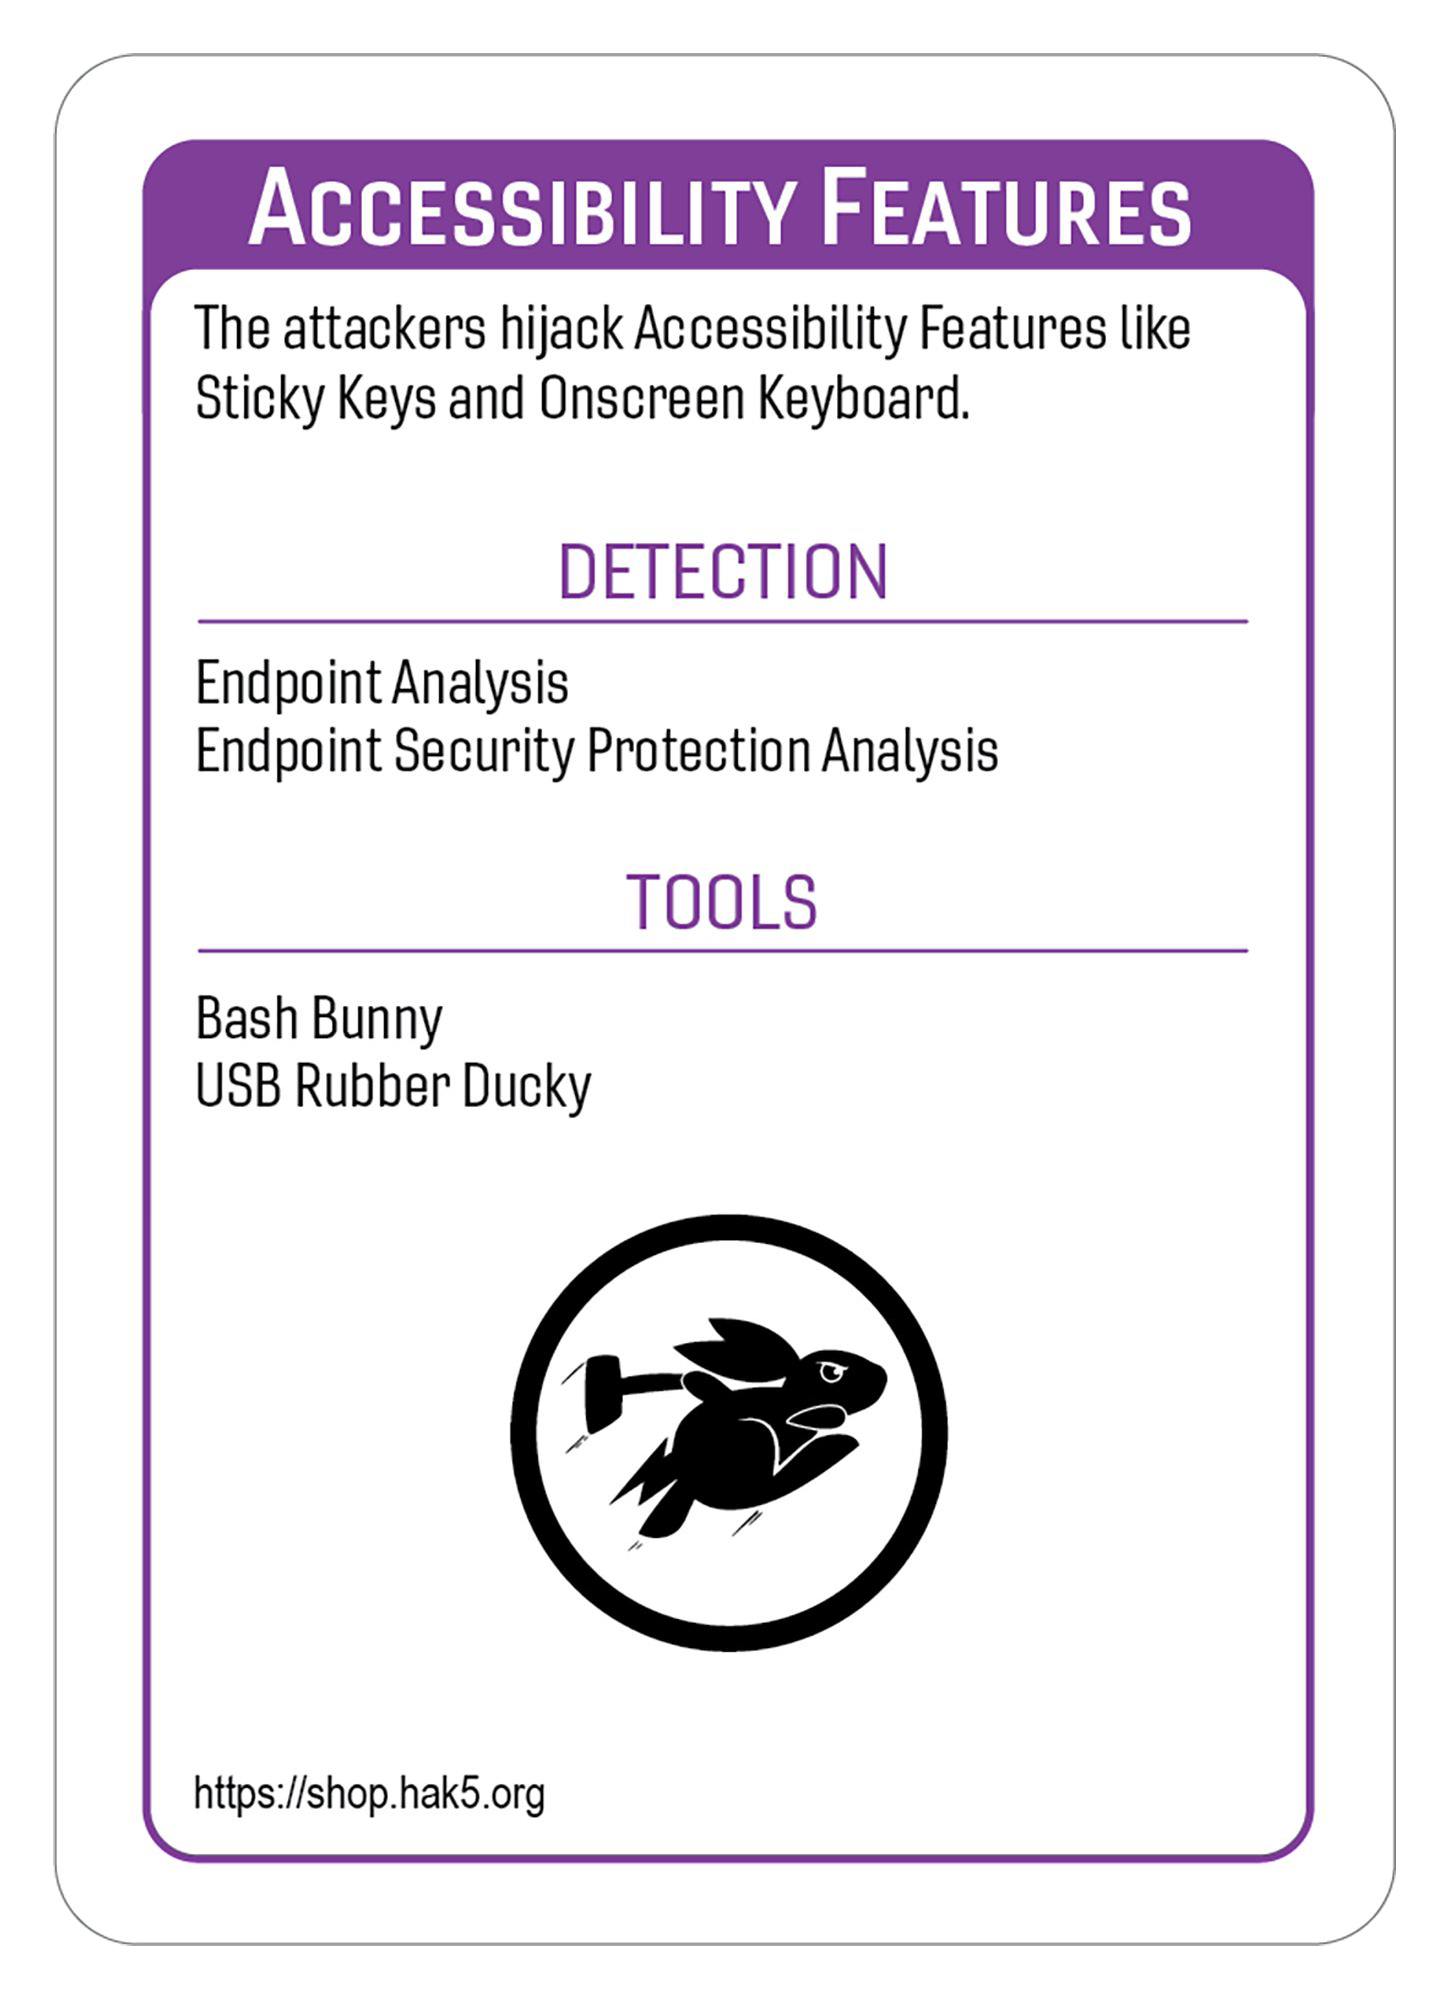 ACCESSIBILITY FEATURES
The attackers hijack Accessibility Features like
Sticky Keys and Onscreen Keyboard.
DETECTION
Endpoint Analysis
Endpoint Security Protection Analysis
TOOLS
Bash Bunny
USB Rubber Ducky
https://shop.hak5.org